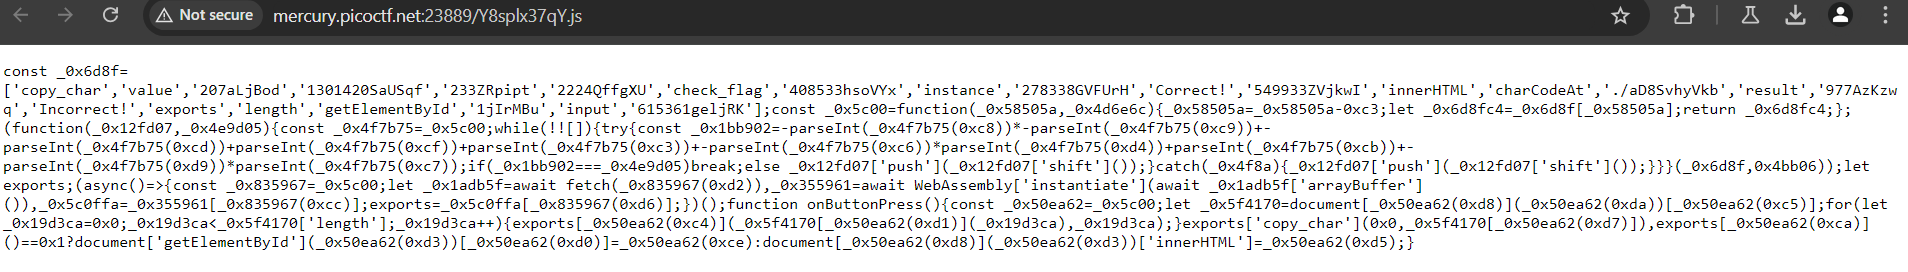 Not secure mercury.picoctf.net:23889/Y8splx37qY.js
const _0x6d8f=
['copy_char','value','207aLjBod','1301420SaUSqf','233ZRpipt','2224QffgXU','check_flag','408533hsoVYx','instance','278338GVFUrH','Correct!','549933ZVjkwI','innerHTML','charCodeAt','./aD8SvhyVkb','result','977AzKzw
q','Incorrect!','exports','length','getElementById','1jIrMBu','input','615361geljRK'];const _0x5c00=function(_0x58505a,_0x4d6e6c){_0x58505a=_0x58505a-0xc3;let _0x6d8fc4=_0x6d8f[_0x58505a];return _0x6d8fc4;};
(function(_0x12fd07,_0x4e9d05){const _0x4f7b75=_0x5c00;while(!![]){try{const _0x1bb902=-parseInt(_0x4f7b75(0xc8))*-parseInt(_0x4f7b75(0xc9))+-
parseInt(_0x4f7b75(0xcd))+parseInt(_0x4f7b75(0xcf))+parseInt(_0x4f7b75(0xc3))+-parseInt(_0x4f7b75(0xc6))*parseInt(_0x4f7b75(0xd4))+parseInt(_0x4f7b75(0xcb))+-
parseInt(_0x4f7b75(0xd9))*parseInt(_0x4f7b75(0xc7));if(_0x1bb902===_0x4e9d05)break;else _0x12fd07['push'](_0x12fd07['shift']());}catch(_0x4f8a){_0x12fd07['push'](_0x12fd07['shift']());}}}(_0x6d8f,0x4bb06));let
exports;(async()=>{const _0x835967=_0x5c00;let _0x1adb5f=await fetch(_0x835967(0xd2)),_0x355961=await WebAssembly['instantiate'](await _0x1adb5f['arrayBuffer']
()),_0x5c0ffa=_0x355961[_0x835967(0xcc)];exports=_0x5c0ffa[_0x835967(0xd6)];})();function onButtonPress(){const _0x50ea62=_0x5c00;let _0x5f4170=document[_0x50ea62(0xd8)](_0x50ea62(0xda))[_0x50ea62(0xc5)];for(let
_0x19d3ca=0x0;_0x19d3ca<_0x5f4170['length'];_0x19d3ca++){exports[_0x50ea62(0xc4)](_0x5f4170[_0x50ea62(0xd1)](_0x19d3ca),_0x19d3ca);}exports['copy_char'](0x0,_0x5f4170[_0x50ea62(0xd7)]),exports[_0x50ea62(0xca)]
()==0x1?document['getElementById'](_0x50ea62(0xd3))[_0x50ea62(0xd0)]=_0x50ea62(0xce):document[_0x50ea62(0xd8)](_0x50ea62(0xd3))['innerHTML']=_0x50ea62(0xd5);}